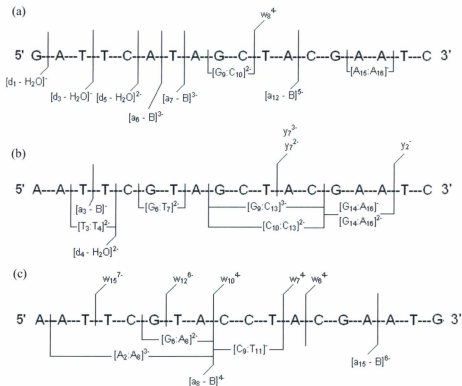 (a)
w8 4-
5' G---A---T---T---C---A---T---A---G---C---T---A---C---G---A---A---T---C 3'
[d1 - H2O]-
[d3 - H2O]-
[d5 - H2O]2-
[a6 - B]3-
[a7 - B]3-
[G9:C10]2-
[a12 - B]5-
[A15:A16]-
(b)
y7 3-
y7 2-
y2 -
5' A---A---T---T---C---G---T---A---G---C---T---A---C---G---A---A---T---C 3'
[a3 - B]-
[T3:T4]2-
[d4 - H2O]2-
[G6:T7]2-
[G9:C13]3-
[C10:C13]2-
[G14:A16]-
[G14:A16]2-
(c)
w15 7-
w12 6-
w10 4-
w7 4-
w6 4-
5' A---A---T---T---C---G---T---A---C---C---T---A---C---G---A---A---T---G 3'
[G6:A8]2-
[A2:A8]3-
[C9:T11]-
[a8 - B]4-
[a15 - B]6-